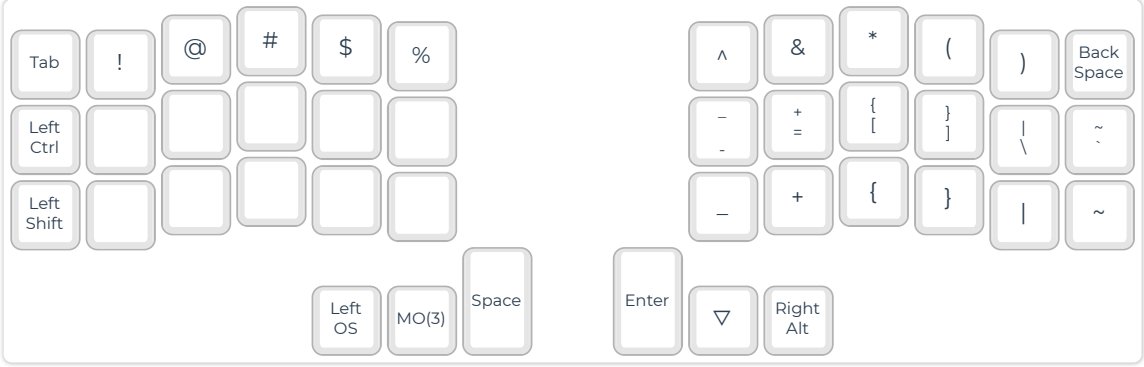 Tab ! @ # $ % ^ & * ( ) Back Space
Left Ctrl _ - + = { [ } ] | \ ~ `
Left Shift _ + { } | ~
Left OS MO(3) Space Enter ▽ Right Alt